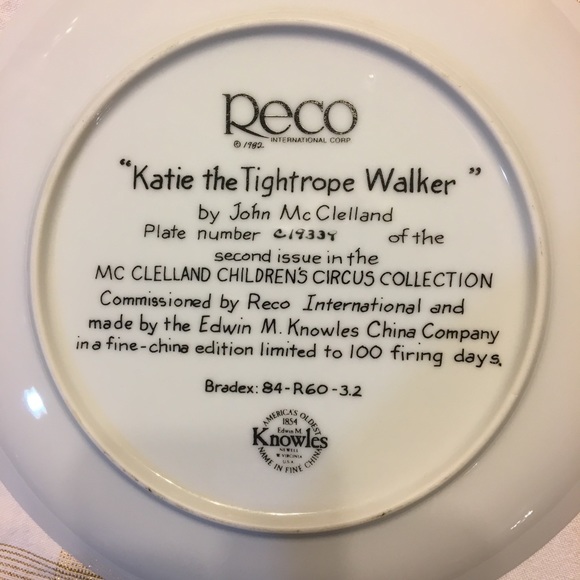 Reco
INTERNATIONAL CORP.
© 1982.
"Katie the Tightrope Walker"
by John McClelland
Plate number C19339 of the
second issue in the
MC CLELLAND CHILDREN'S CIRCUS COLLECTION
Commissioned by Reco International and
made by the Edwin M. Knowles China Company
in a fine-china edition limited to 100 firing days.
Bradex: 84-R60-3.2
AMERICA'S OLDEST
1854
Edwin M.
Knowles
NEWELL
W. VIRGINIA
U.S.A.
NAME IN FINE CHINA